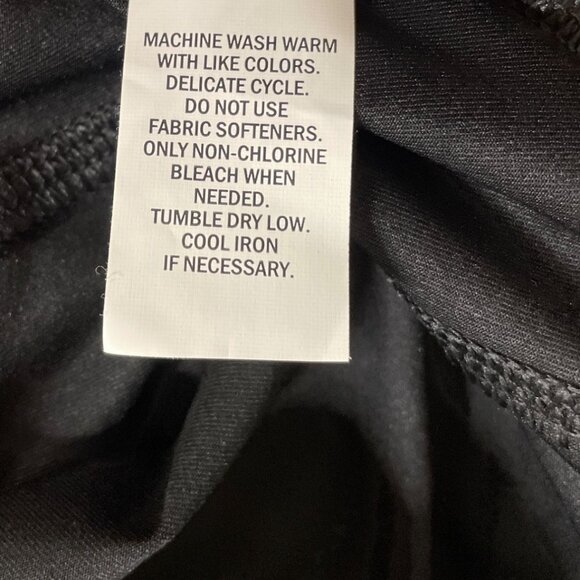 MACHINE WASH WARM
WITH LIKE COLORS.
DELICATE CYCLE.
DO NOT USE
FABRIC SOFTENERS.
ONLY NON-CHLORINE
BLEACH WHEN
NEEDED.
TUMBLE DRY LOW.
COOL IRON
IF NECESSARY.